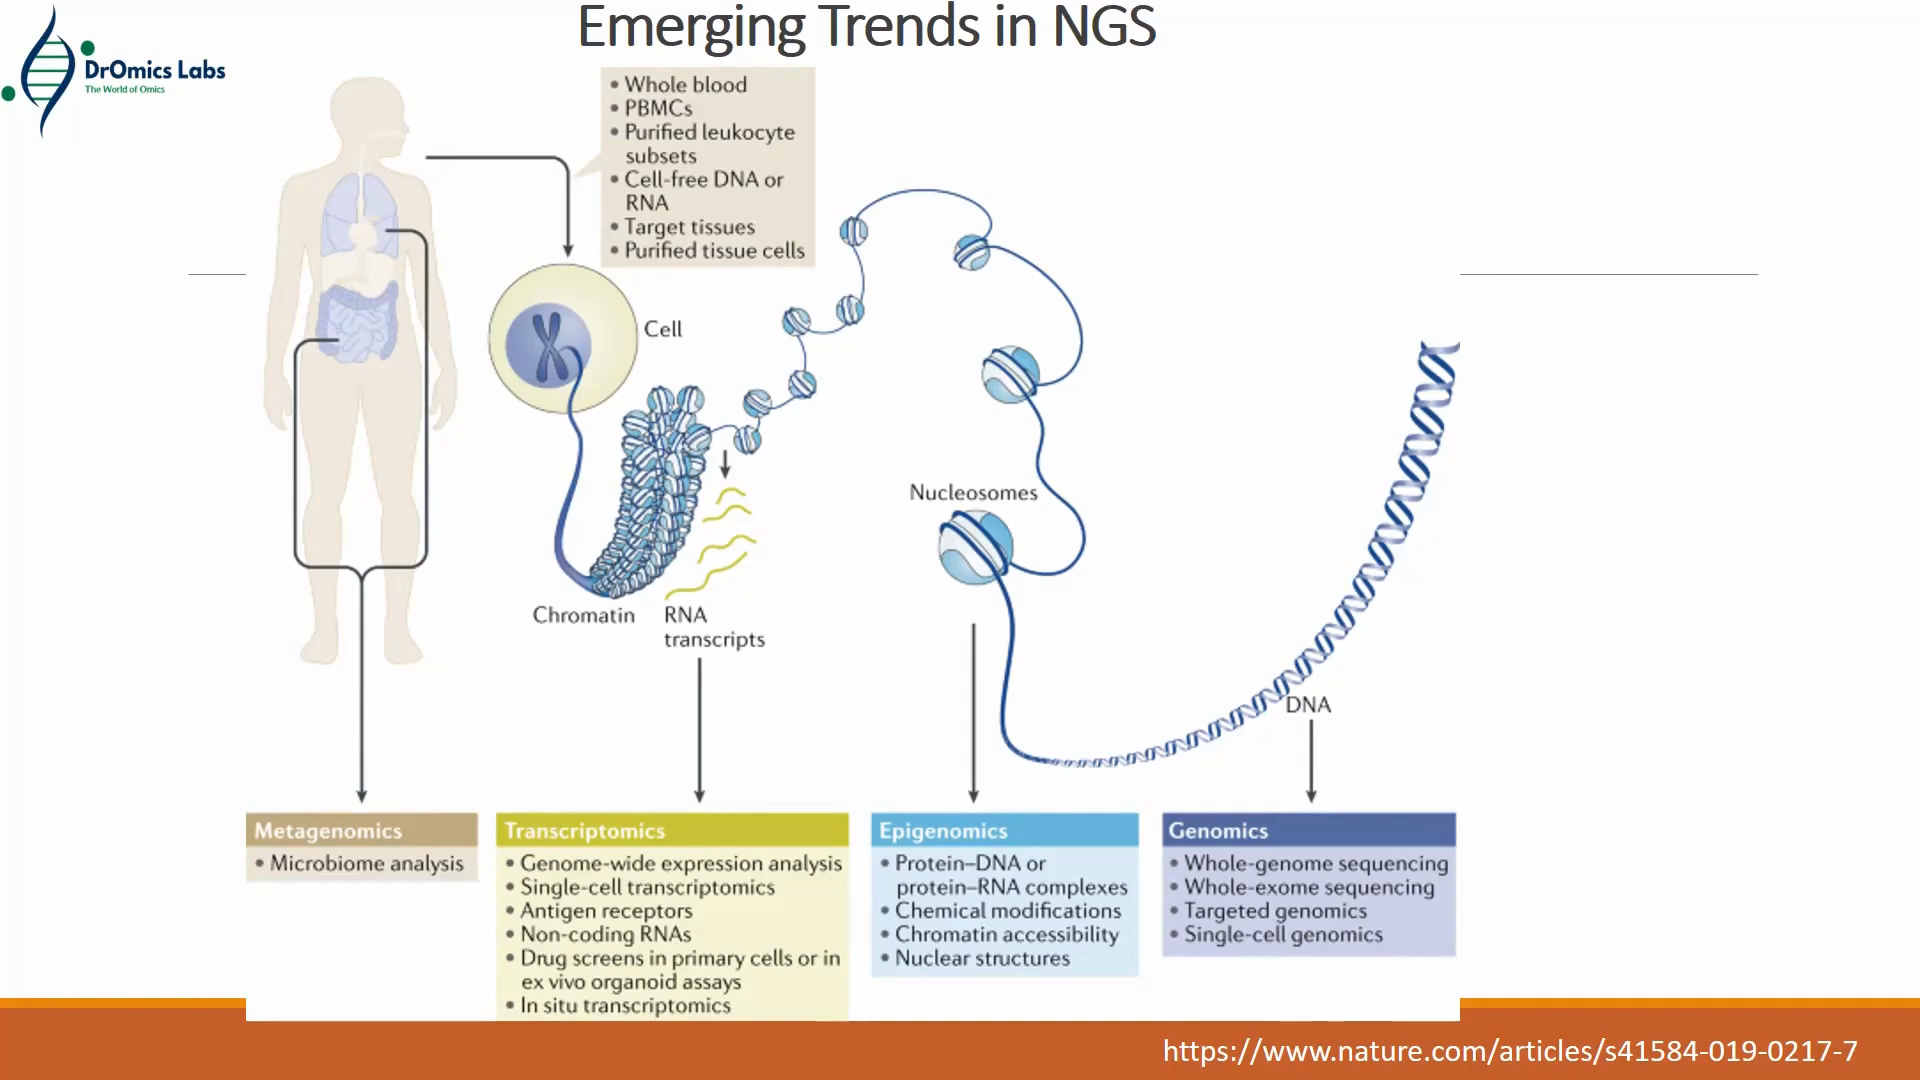 Emerging Trends in NGS
DrOmics Labs
The World of Omics
• Whole blood
• PBMCs
• Purified leukocyte
subsets
• Cell-free DNA or
RNA
• Target tissues
• Purified tissue cells
Cell
Nucleosomes
Chromatin
RNA
transcripts
DNA
Metagenomics
• Microbiome analysis
Transcriptomics
• Genome-wide expression analysis
• Single-cell transcriptomics
• Antigen receptors
• Non-coding RNAs
• Drug screens in primary cells or in
ex vivo organoid assays
• In situ transcriptomics
Epigenomics
• Protein–DNA or
protein–RNA complexes
• Chemical modifications
• Chromatin accessibility
• Nuclear structures
Genomics
• Whole-genome sequencing
• Whole-exome sequencing
• Targeted genomics
• Single-cell genomics
https://www.nature.com/articles/s41584-019-0217-7